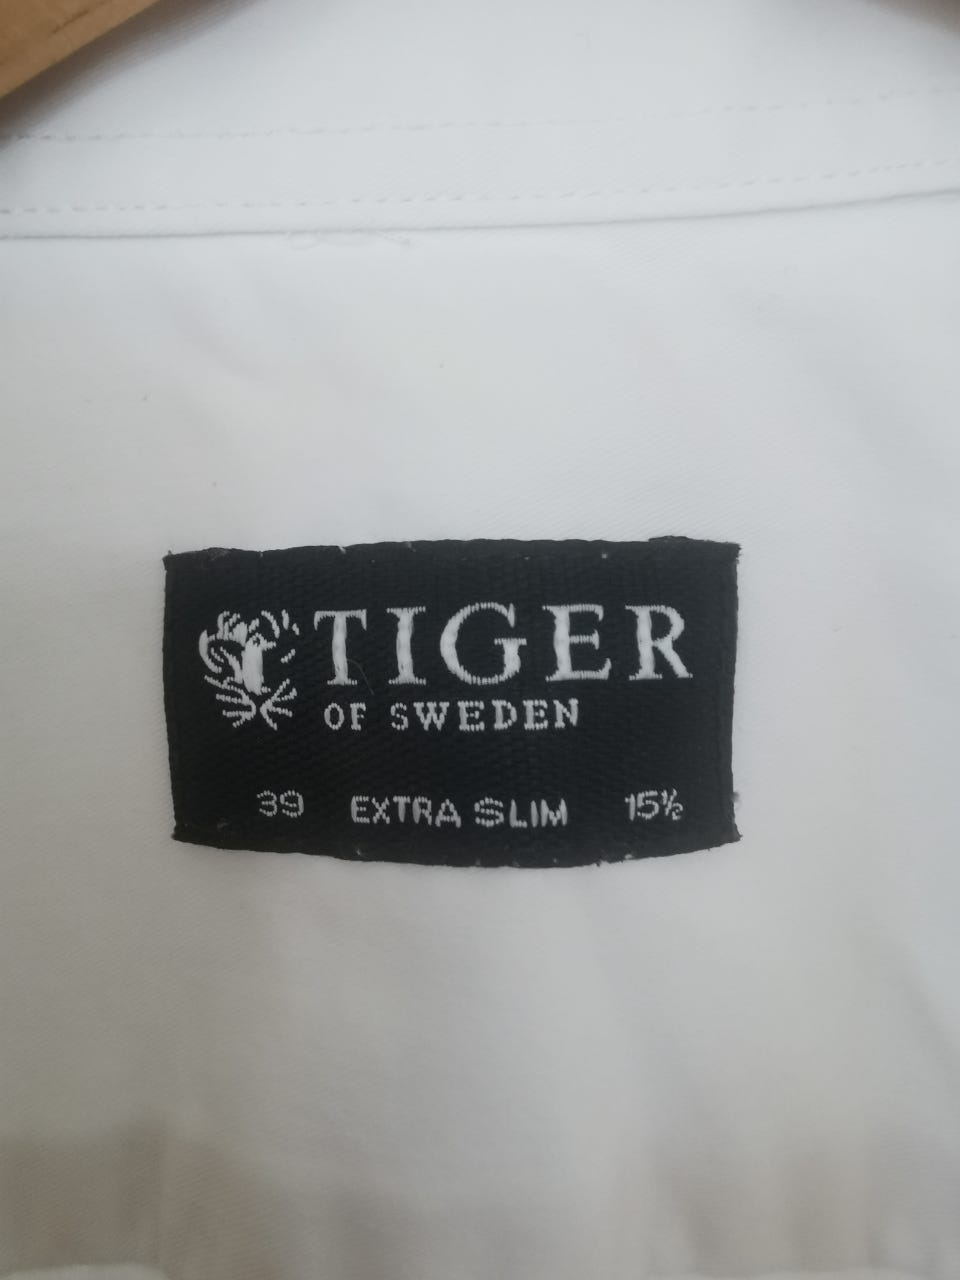 TIGER
OF SWEDEN
39 EXTRA SLIM 15½